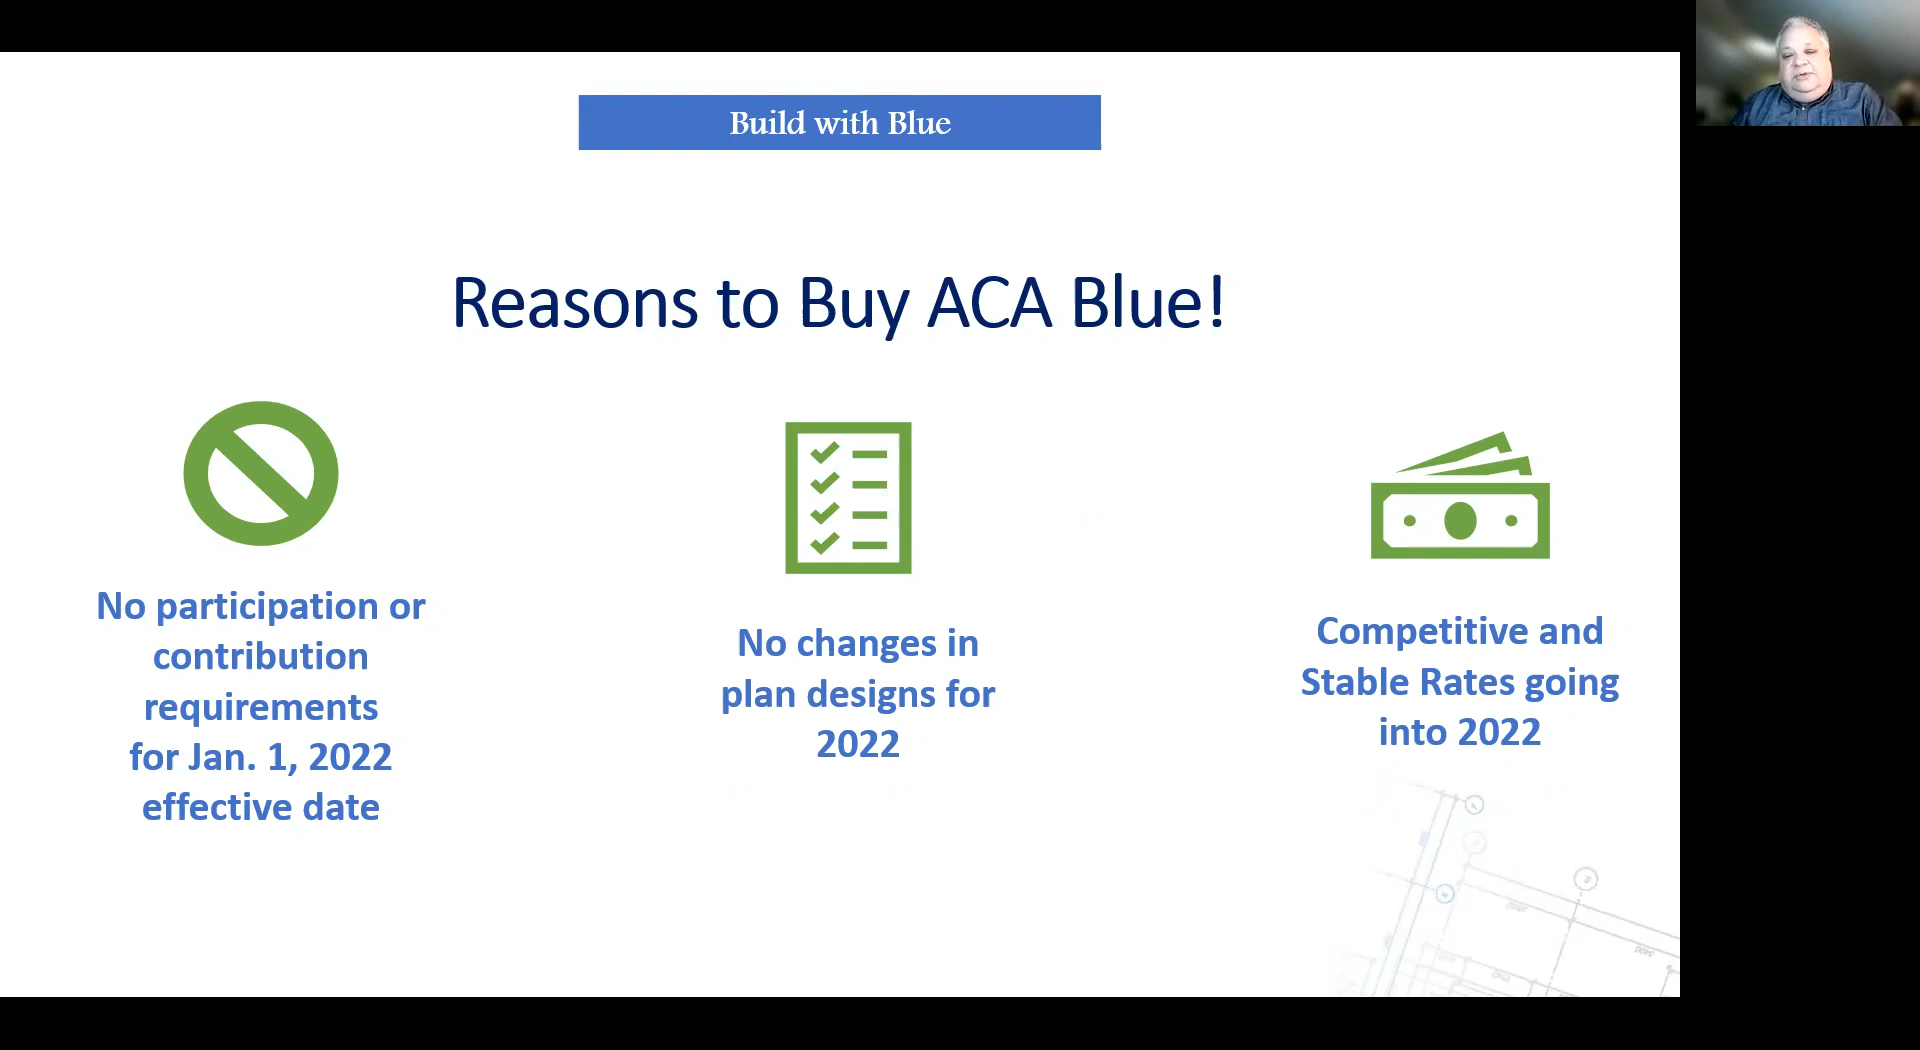 Build with Blue
Reasons to Buy ACA Blue!
No participation or
contribution
requirements
for Jan. 1, 2022
effective date
No changes in
plan designs for
2022
Competitive and
Stable Rates going
into 2022